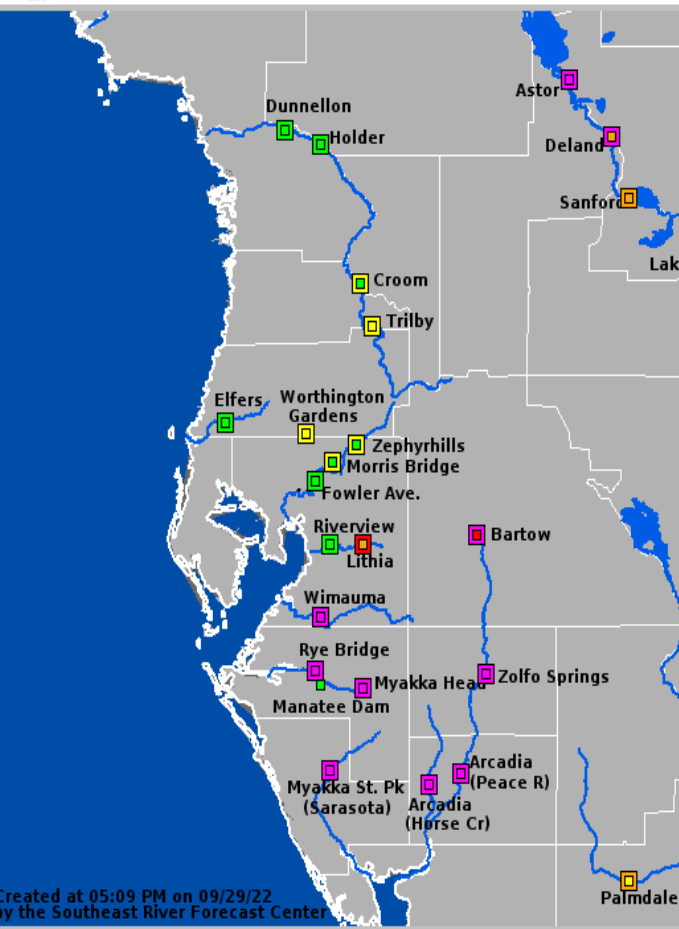 Astor
Dunnellon
Holder
Deland
Sanford
Lak
Croom
Trilby
Elfers
Worthington
Gardens
Zephyrhills
Morris Bridge
Fowler Ave.
Riverview
Bartow
Lithia
Wimauma
Rye Bridge
Zolfo Springs
Myakka Head
Manatee Dam
Arcadia
(Peace R)
Myakka St. Pk
(Sarasota)
Arcadia
(Horse Cr)
Created at 05:09 PM on 09/29/22
by the Southeast River Forecast Center
Palmdale